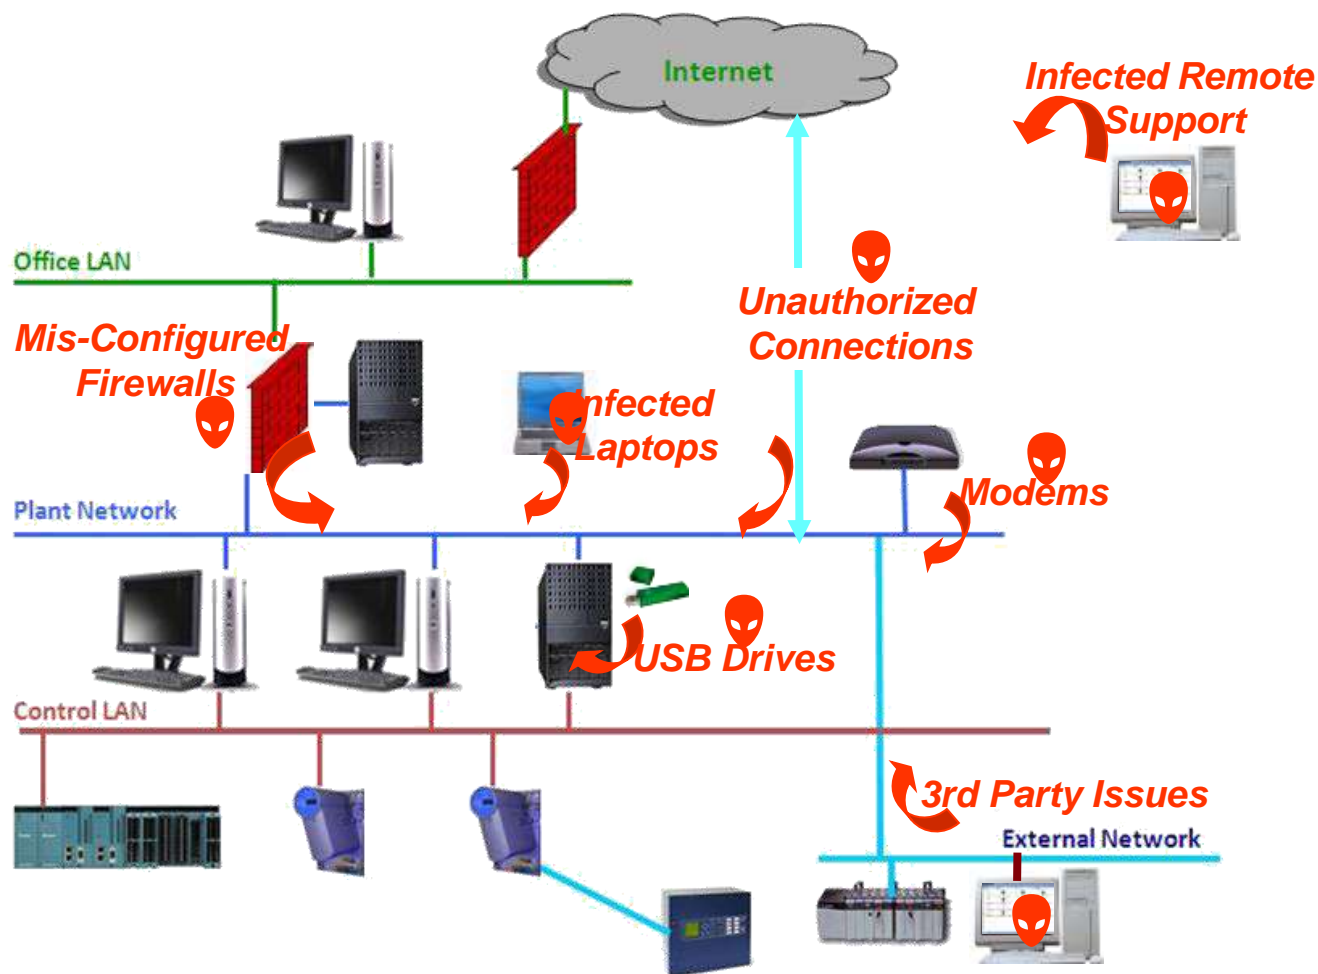 Internet
Infected Remote
Support
Office LAN
Unauthorized
Connections
Mis-Configured
Firewalls
Infected
Laptops
Modems
Plant Network
USB Drives
Control LAN
3rd Party Issues
External Network